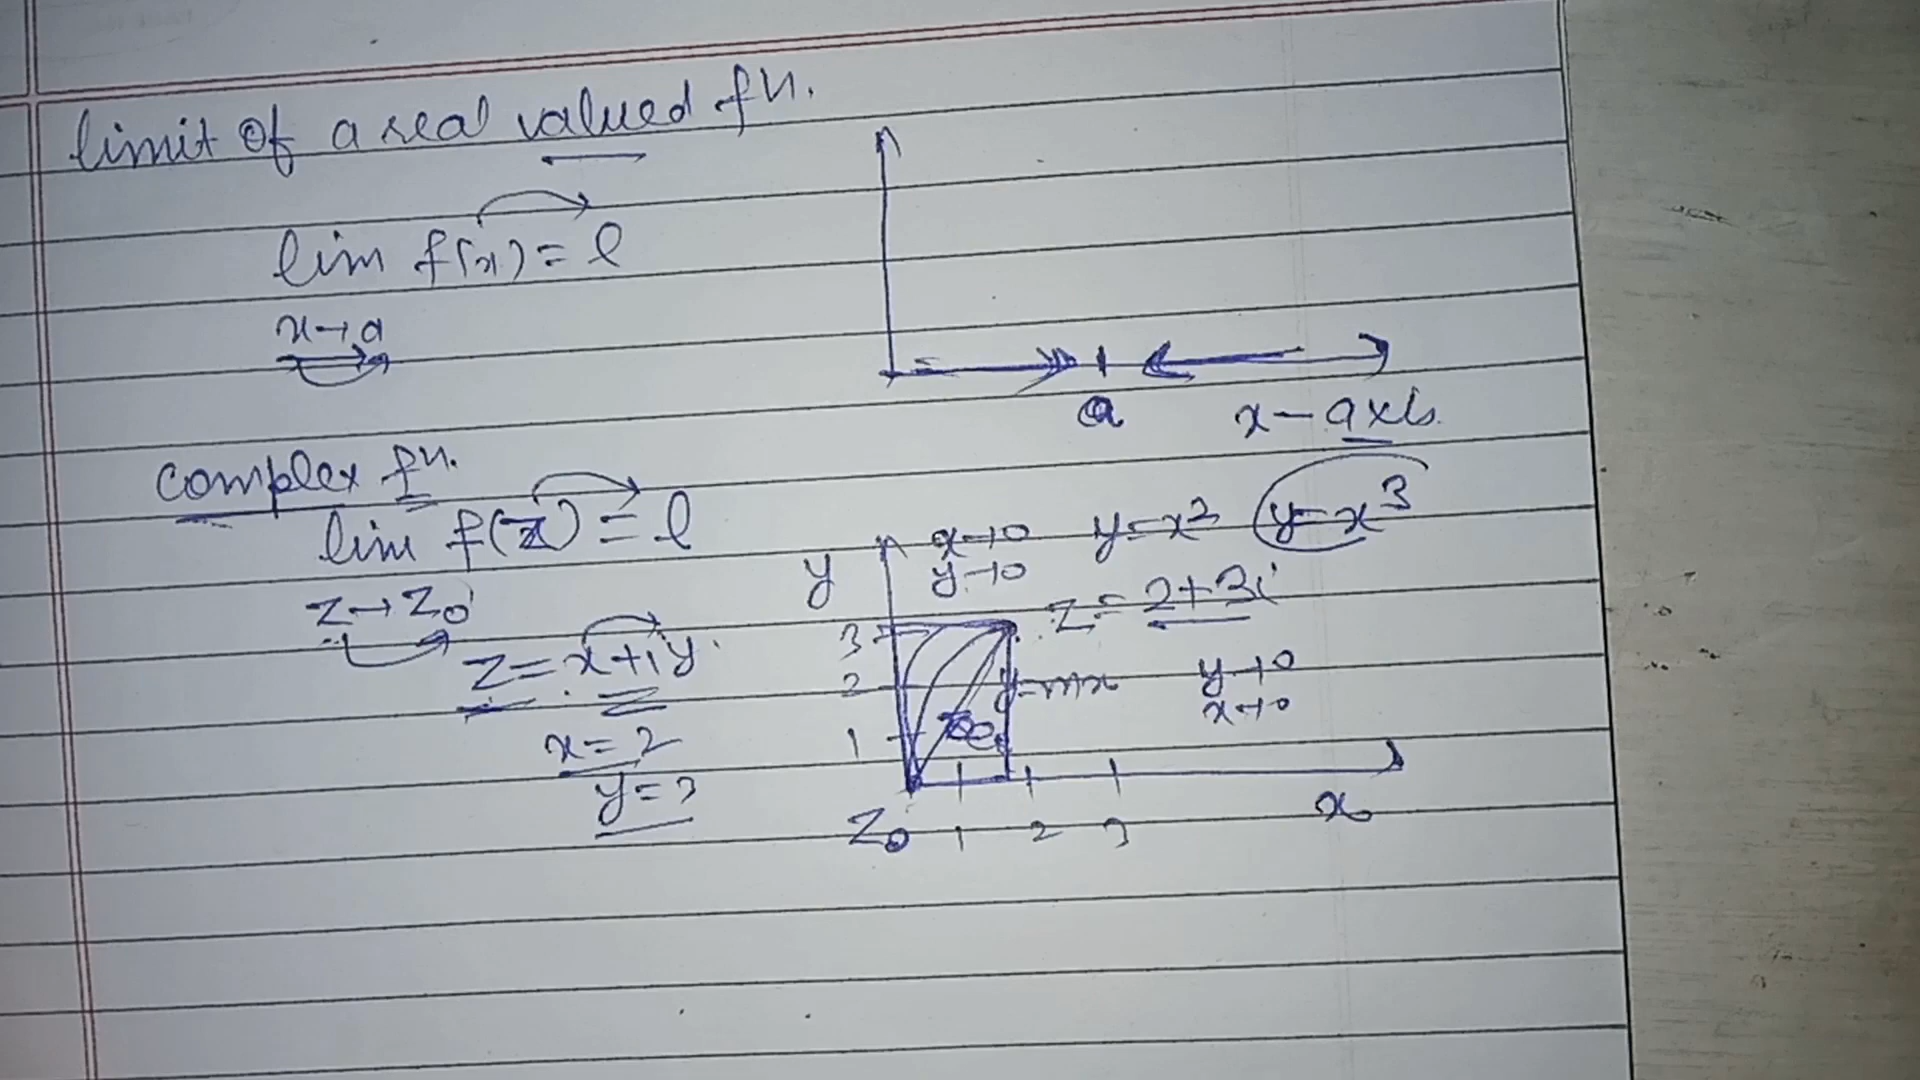 limit of a real valued fn.
lim f(x) = l
x→a
a
x-axis
complex fn.
lim f(z) = l
z→z₀
x→0 y=x² y=x³
y→0
y
z = 2+3i
z = x+iy
3
2
1
y=mx
y→0
x→0
x=2
y=3
z₀ 1 2 3
x